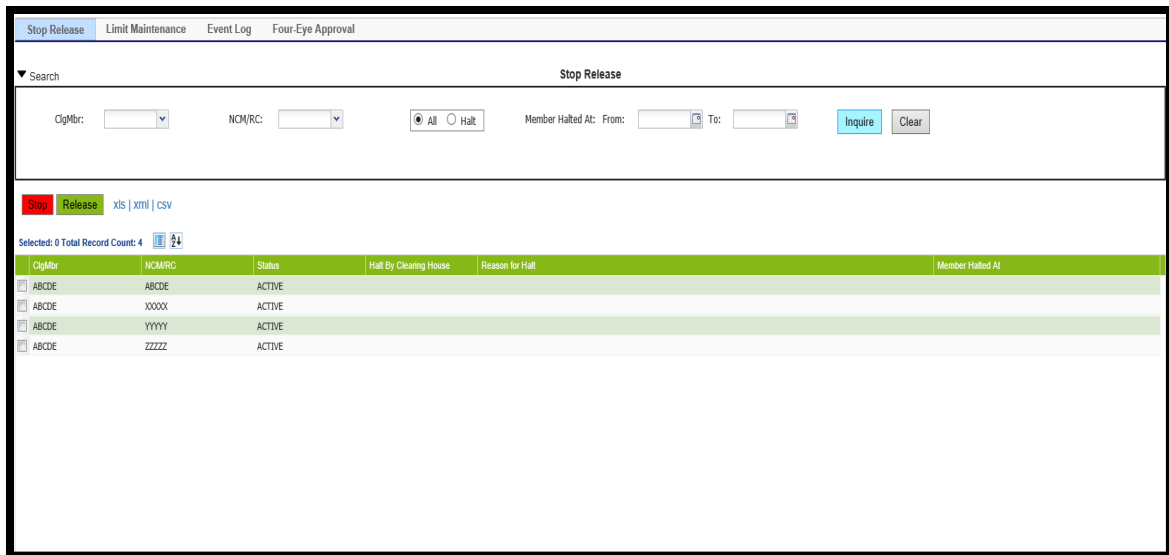 Stop Release Limit Maintenance Event Log Four-Eye Approval
Search Stop Release
ClgMbr: NCM/RC: All Halt Member Halted At: From: To: Inquire Clear
Stop Release xls | xml | csv
Selected: 0 Total Record Count: 4
ClgMbr NCM/RC Status Halt By Clearing House Reason for Halt Member Halted At
ABCDE ABCDE ACTIVE
ABCDE XXXXX ACTIVE
ABCDE YYYYY ACTIVE
ABCDE ZZZZZ ACTIVE